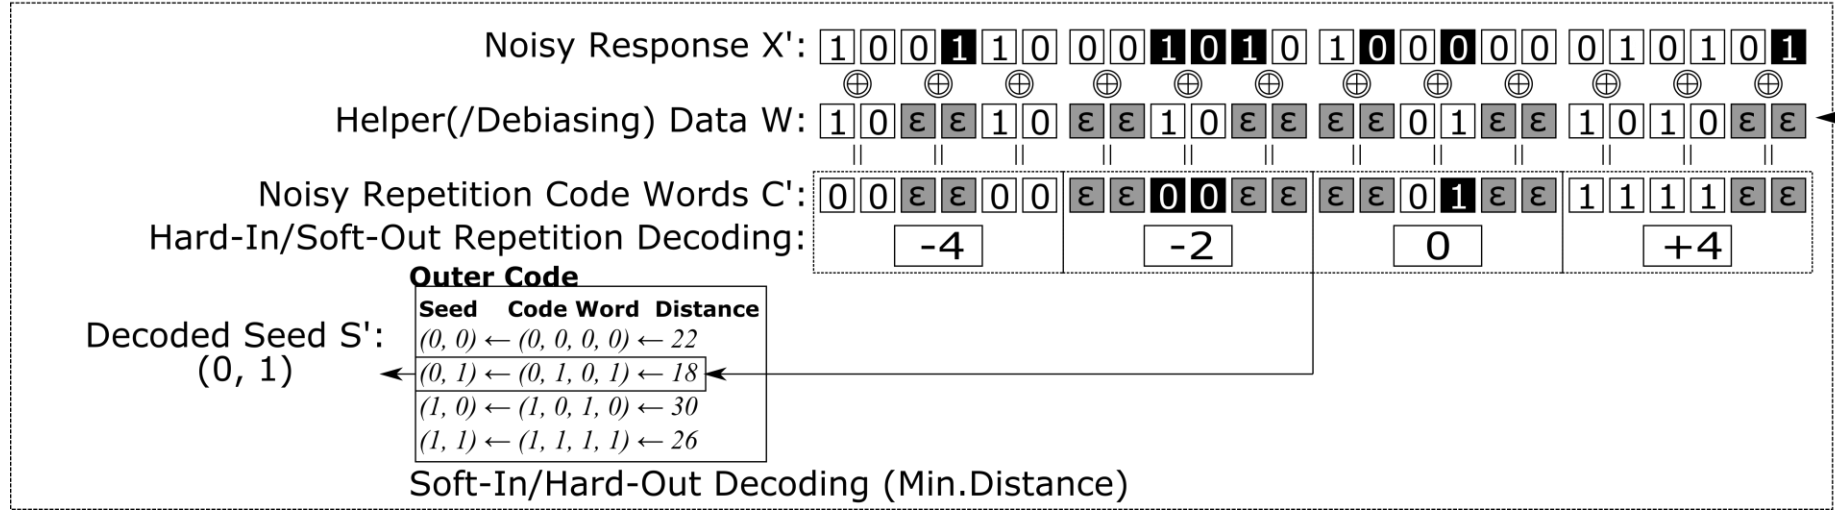 Noisy Response X': 1 0 0 1 1 0 0 0 1 0 1 0 1 0 0 0 0 0 0 1 0 1 0 1
⊕ ⊕ ⊕ ⊕ ⊕ ⊕ ⊕ ⊕ ⊕ ⊕ ⊕ ⊕
Helper(/Debiasing) Data W: 1 0 ε ε 1 0 ε ε 1 0 ε ε ε ε 0 1 ε ε 1 0 1 0 ε ε
= = = = = = = = = = = =
Noisy Repetition Code Words C': 0 0 ε ε 0 0 ε ε 0 0 ε ε ε ε 0 1 ε ε 1 1 1 1 ε ε
Hard-In/Soft-Out Repetition Decoding: -4 -2 0 +4
Outer Code
Seed Code Word Distance
(0, 0) ← (0, 0, 0, 0) ← 22
(0, 1) ← (0, 1, 0, 1) ← 18
(1, 0) ← (1, 0, 1, 0) ← 30
(1, 1) ← (1, 1, 1, 1) ← 26
Decoded Seed S':
(0, 1)
Soft-In/Hard-Out Decoding (Min.Distance)